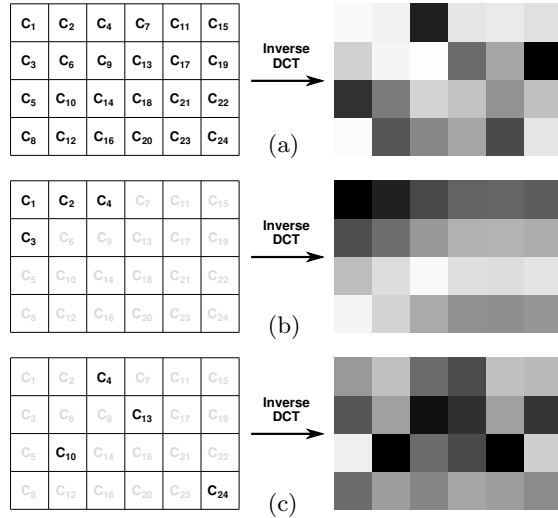 C1 C2 C4 C7 C11 C15
C3 C6 C9 C13 C17 C19
C5 C10 C14 C18 C21 C22
C8 C12 C16 C20 C23 C24
Inverse
DCT
(a)
C1 C2 C4 C7 C11 C15
C3 C6 C9 C13 C17 C19
C5 C10 C14 C18 C21 C22
C8 C12 C16 C20 C23 C24
Inverse
DCT
(b)
C1 C2 C4 C7 C11 C15
C3 C6 C9 C13 C17 C19
C5 C10 C14 C18 C21 C22
C8 C12 C16 C20 C23 C24
Inverse
DCT
(c)